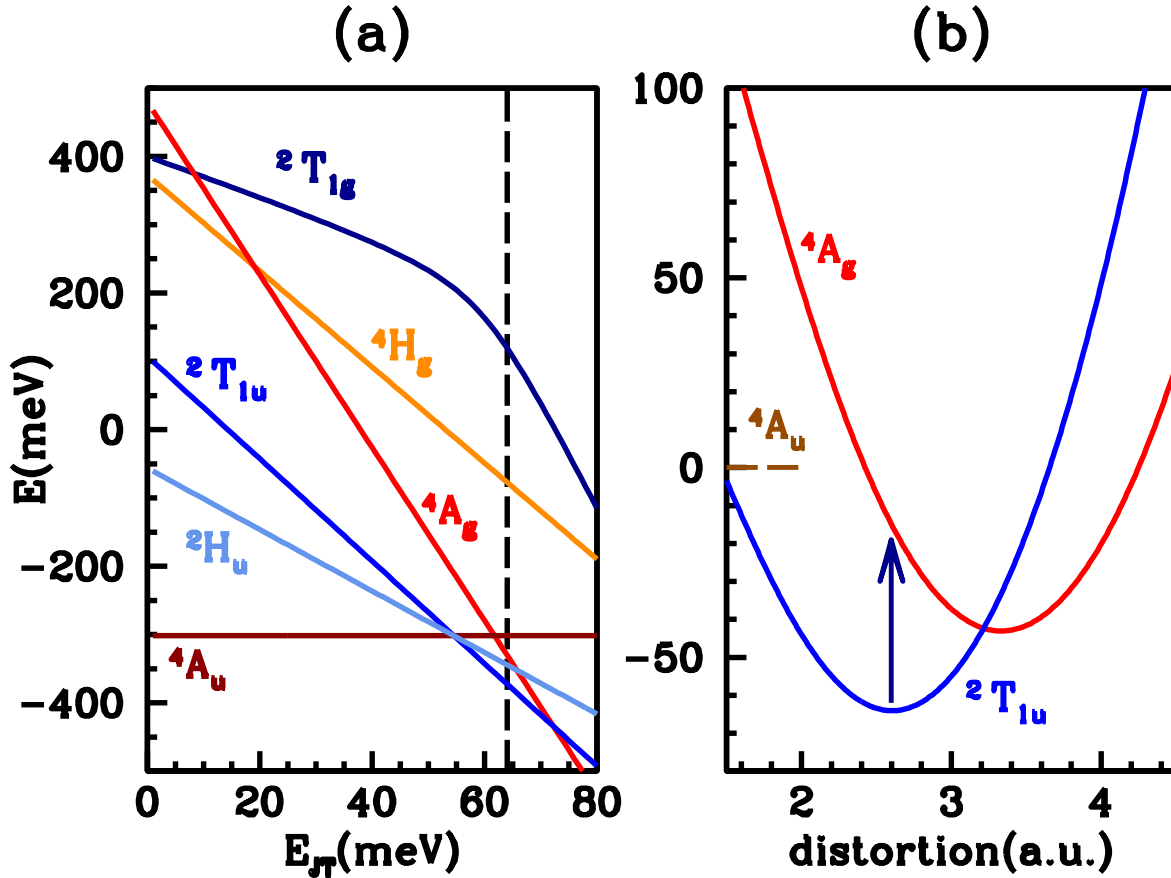 (a)
E(meV)
400
200
0
−200
−400
²T₁g
⁴Hg
²T₁u
⁴Ag
²Hu
⁴Au
0 20 40 60 80
E_JT(meV)
(b)
100
50
0
−50
⁴Ag
⁴Au
²T₁u
2 3 4
distortion(a.u.)